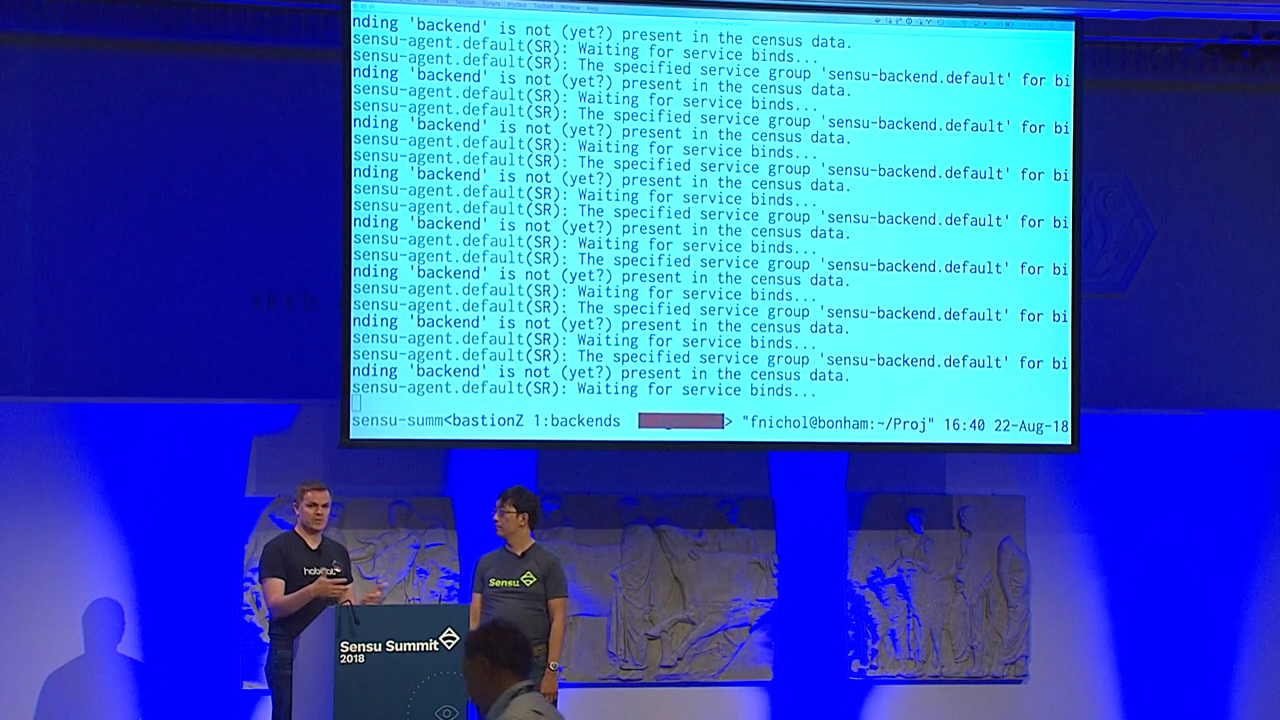 nding 'backend' is not (yet?) present in the census data.
sensu-agent.default(SR): Waiting for service binds...
sensu-agent.default(SR): The specified service group 'sensu-backend.default' for bi
nding 'backend' is not (yet?) present in the census data.
sensu-agent.default(SR): Waiting for service binds...
sensu-agent.default(SR): The specified service group 'sensu-backend.default' for bi
nding 'backend' is not (yet?) present in the census data.
sensu-agent.default(SR): Waiting for service binds...
sensu-agent.default(SR): The specified service group 'sensu-backend.default' for bi
nding 'backend' is not (yet?) present in the census data.
sensu-agent.default(SR): Waiting for service binds...
sensu-agent.default(SR): The specified service group 'sensu-backend.default' for bi
nding 'backend' is not (yet?) present in the census data.
sensu-agent.default(SR): Waiting for service binds...
sensu-agent.default(SR): The specified service group 'sensu-backend.default' for bi
nding 'backend' is not (yet?) present in the census data.
sensu-agent.default(SR): Waiting for service binds...
sensu-agent.default(SR): The specified service group 'sensu-backend.default' for bi
nding 'backend' is not (yet?) present in the census data.
sensu-agent.default(SR): Waiting for service binds...
sensu-agent.default(SR): The specified service group 'sensu-backend.default' for bi
nding 'backend' is not (yet?) present in the census data.
sensu-agent.default(SR): Waiting for service binds...
sensu-summ<bastionZ 1:backends > "fnichol@bonham:~/Proj" 16:40 22-Aug-18
habitat
Sensu
Sensu Summit
2018